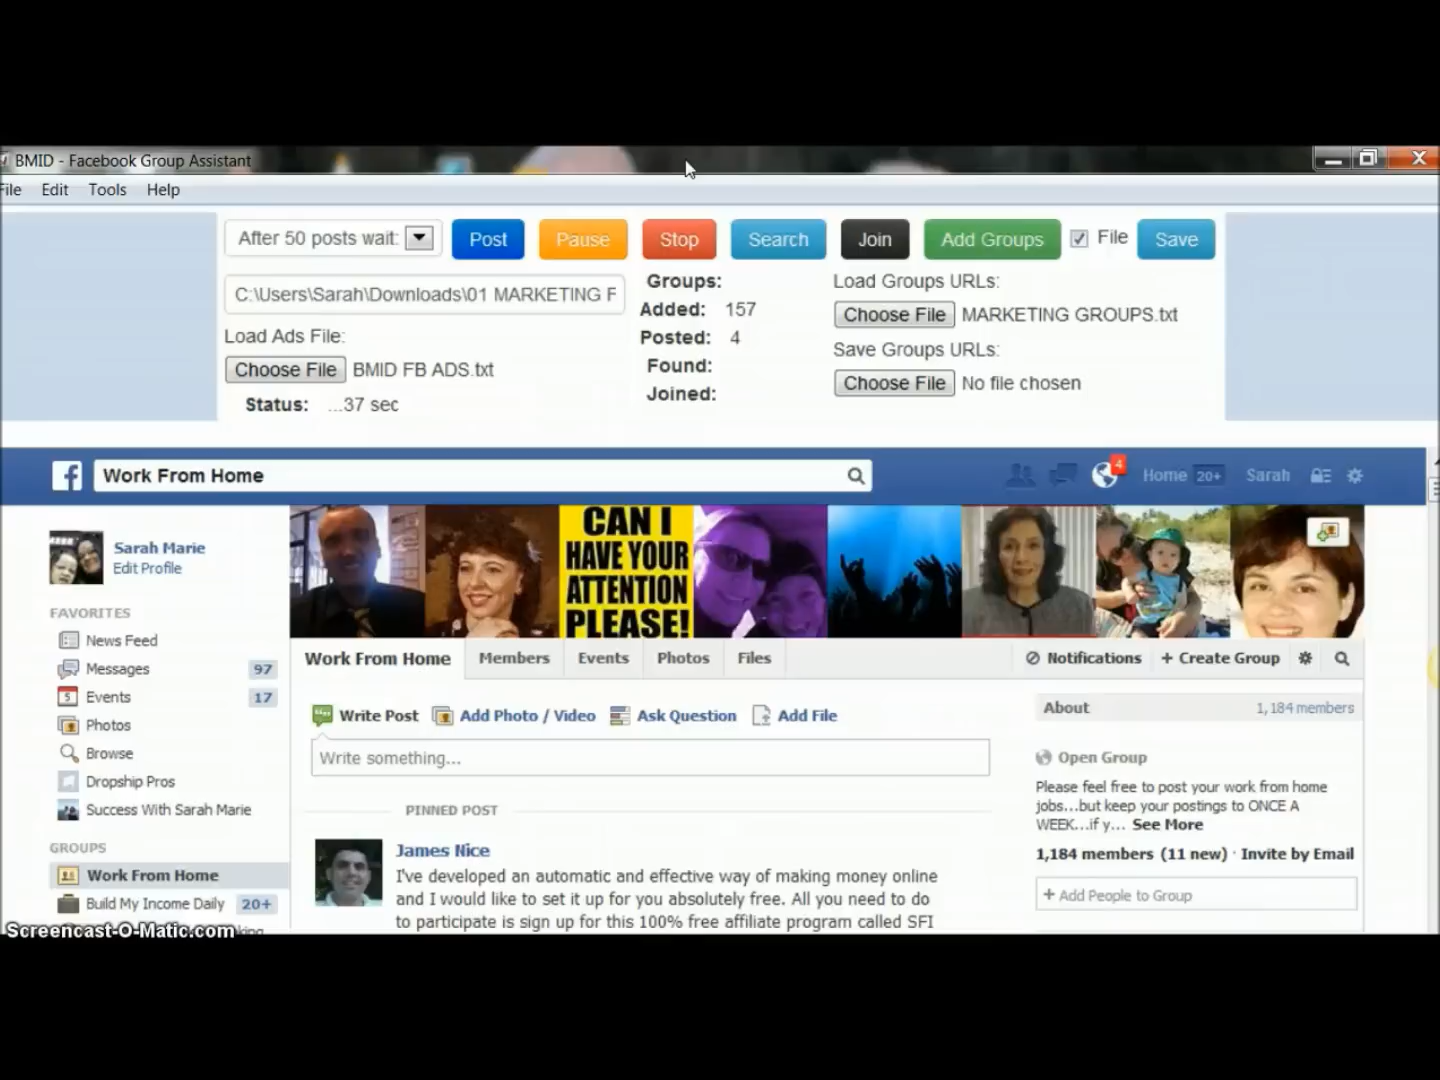 BMID - Facebook Group Assistant
File Edit Tools Help
After 50 posts wait: Post Pause Stop Search Join Add Groups File Save
C:\Users\Sarah\Downloads\01 MARKETING F
Groups:
Load Groups URLs:
Added: 157
Choose File MARKETING GROUPS.txt
Load Ads File:
Posted: 4
Save Groups URLs:
Choose File BMID FB ADS.txt
Found:
Choose File No file chosen
Status: ...37 sec
Joined:
f Work From Home 4 Home 20+ Sarah
CAN I
HAVE YOUR
ATTENTION
PLEASE!
Sarah Marie
Edit Profile
FAVORITES
News Feed
Messages 97
5 Events 17
Photos
Browse
Dropship Pros
Success With Sarah Marie
GROUPS
Work From Home
Build My Income Daily 20+
Work From Home Members Events Photos Files Notifications + Create Group
Write Post Add Photo / Video Ask Question Add File
Write something...
PINNED POST
James Nice
I've developed an automatic and effective way of making money online
and I would like to set it up for you absolutely free. All you need to do
to participate is sign up for this 100% free affiliate program called SFI
About 1,184 members
Open Group
Please feel free to post your work from home
jobs...but keep your postings to ONCE A
WEEK...if y... See More
1,184 members (11 new) · Invite by Email
+ Add People to Group
Screencast-O-Matic.com